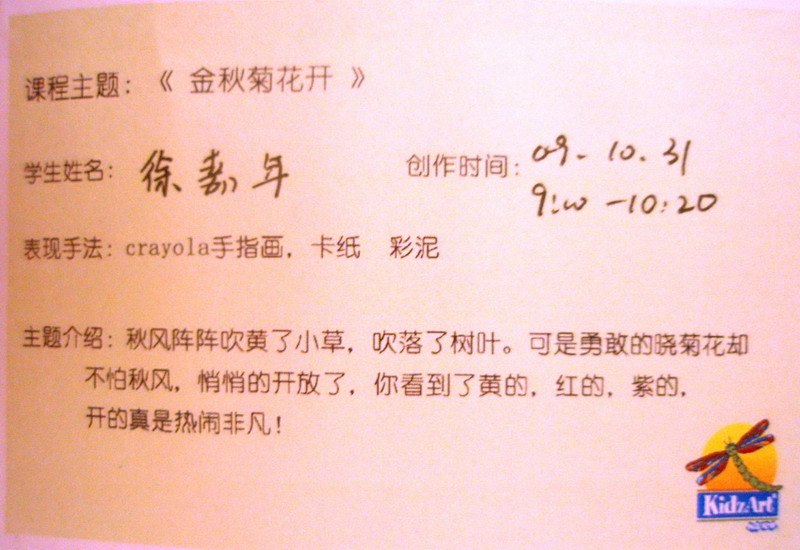 课程主题：《 金秋菊花开 》
学生姓名：徐嘉年 创作时间：09.10.31
9:00-10:20
表现手法：crayola手指画，卡纸 彩泥
主题介绍：秋风阵阵吹黄了小草，吹落了树叶。可是勇敢的晓菊花却
不怕秋风，悄悄的开放了，你看到了黄的，红的，紫的，
开的真是热闹非凡！
KidzArt